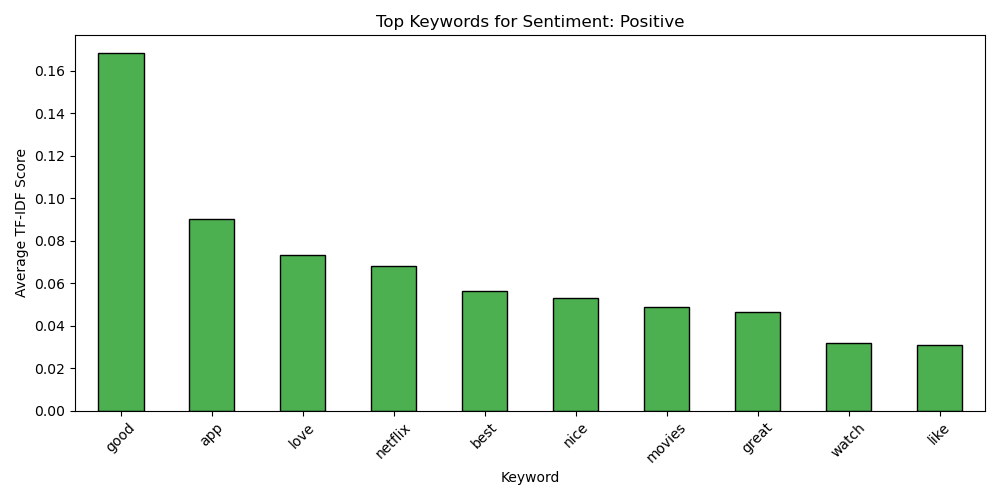 Top Keywords for Sentiment: Positive
Average TF-IDF Score
0.16
0.14
0.12
0.10
0.08
0.06
0.04
0.02
0.00
good
app
love
netflix
best
nice
movies
great
watch
like
Keyword